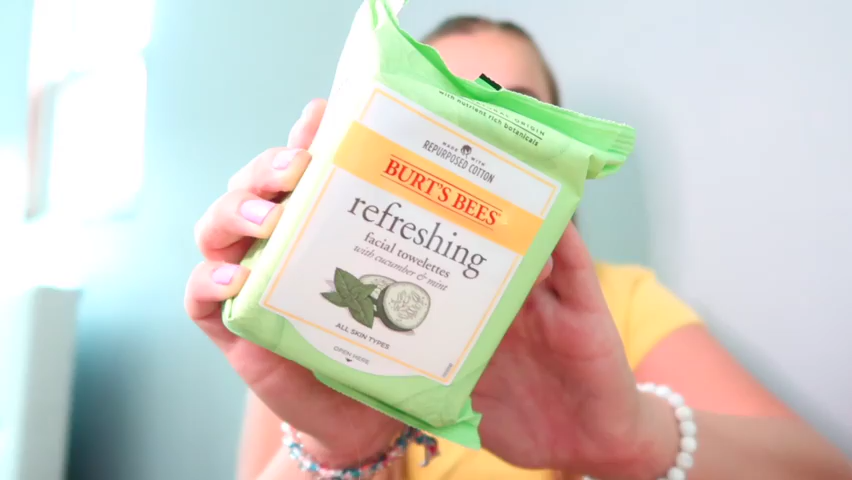 with nutrient rich botanicals
MADE WITH
REPURPOSED COTTON
BURT'S BEES
refreshing
facial towelettes
with cucumber & mint
ALL SKIN TYPES
OPEN HERE